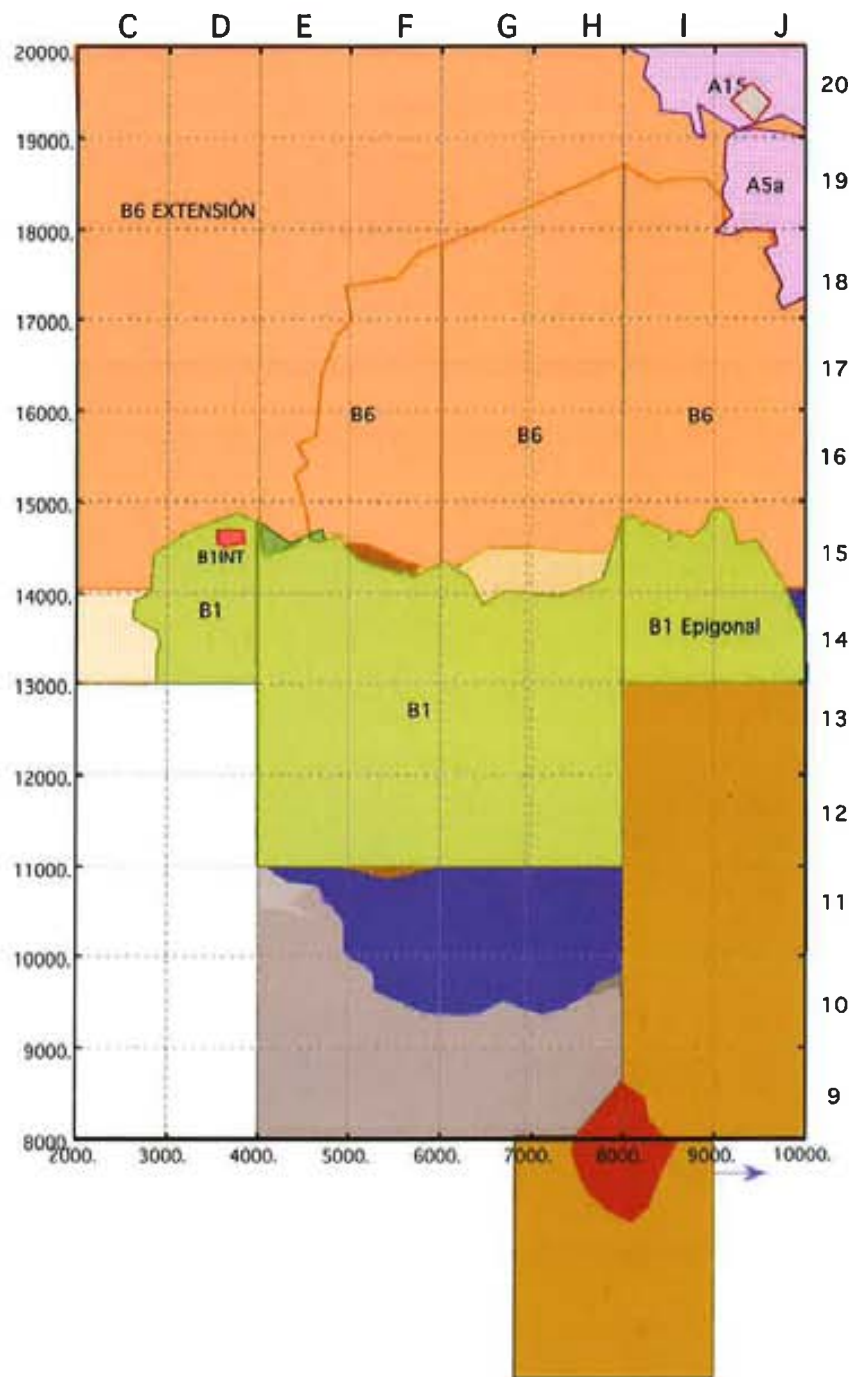 C D E F G H I J
20000.
A15
20
19000.
A5a
19
B6 EXTENSIÓN
18000.
18
17000.
17
16000.
B6
B6
B6
16
15000.
B1INT
15
14000.
B1
B1 Epigonal
14
13000.
B1
13
12000.
12
11000.
11
10000.
10
9000.
9
8000.
2000. 3000. 4000. 5000. 6000. 7000. 8000. 9000. 10000.